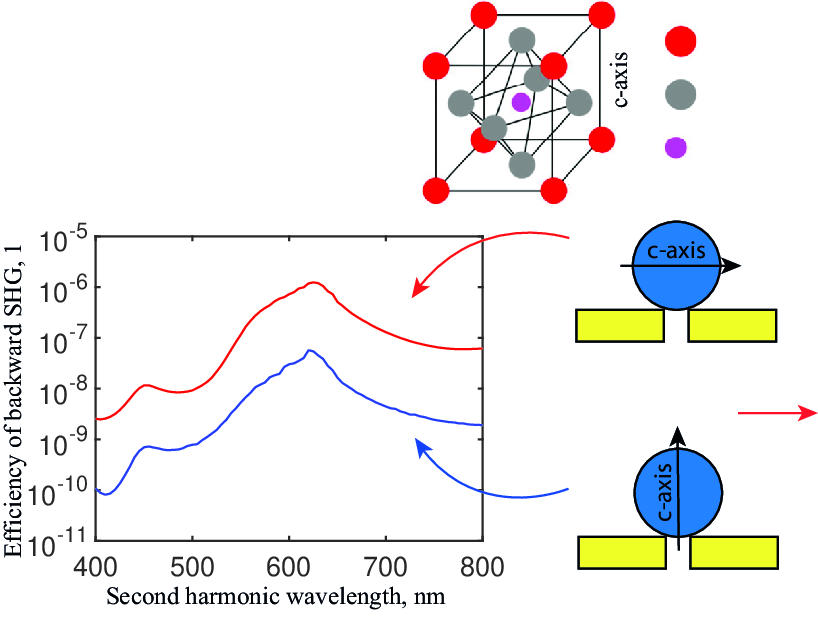 c-axis
Efficiency of backward SHG, 1
10-5
10-6
10-7
10-8
10-9
10-10
10-11
400 500 600 700 800
Second harmonic wavelength, nm
c-axis
c-axis